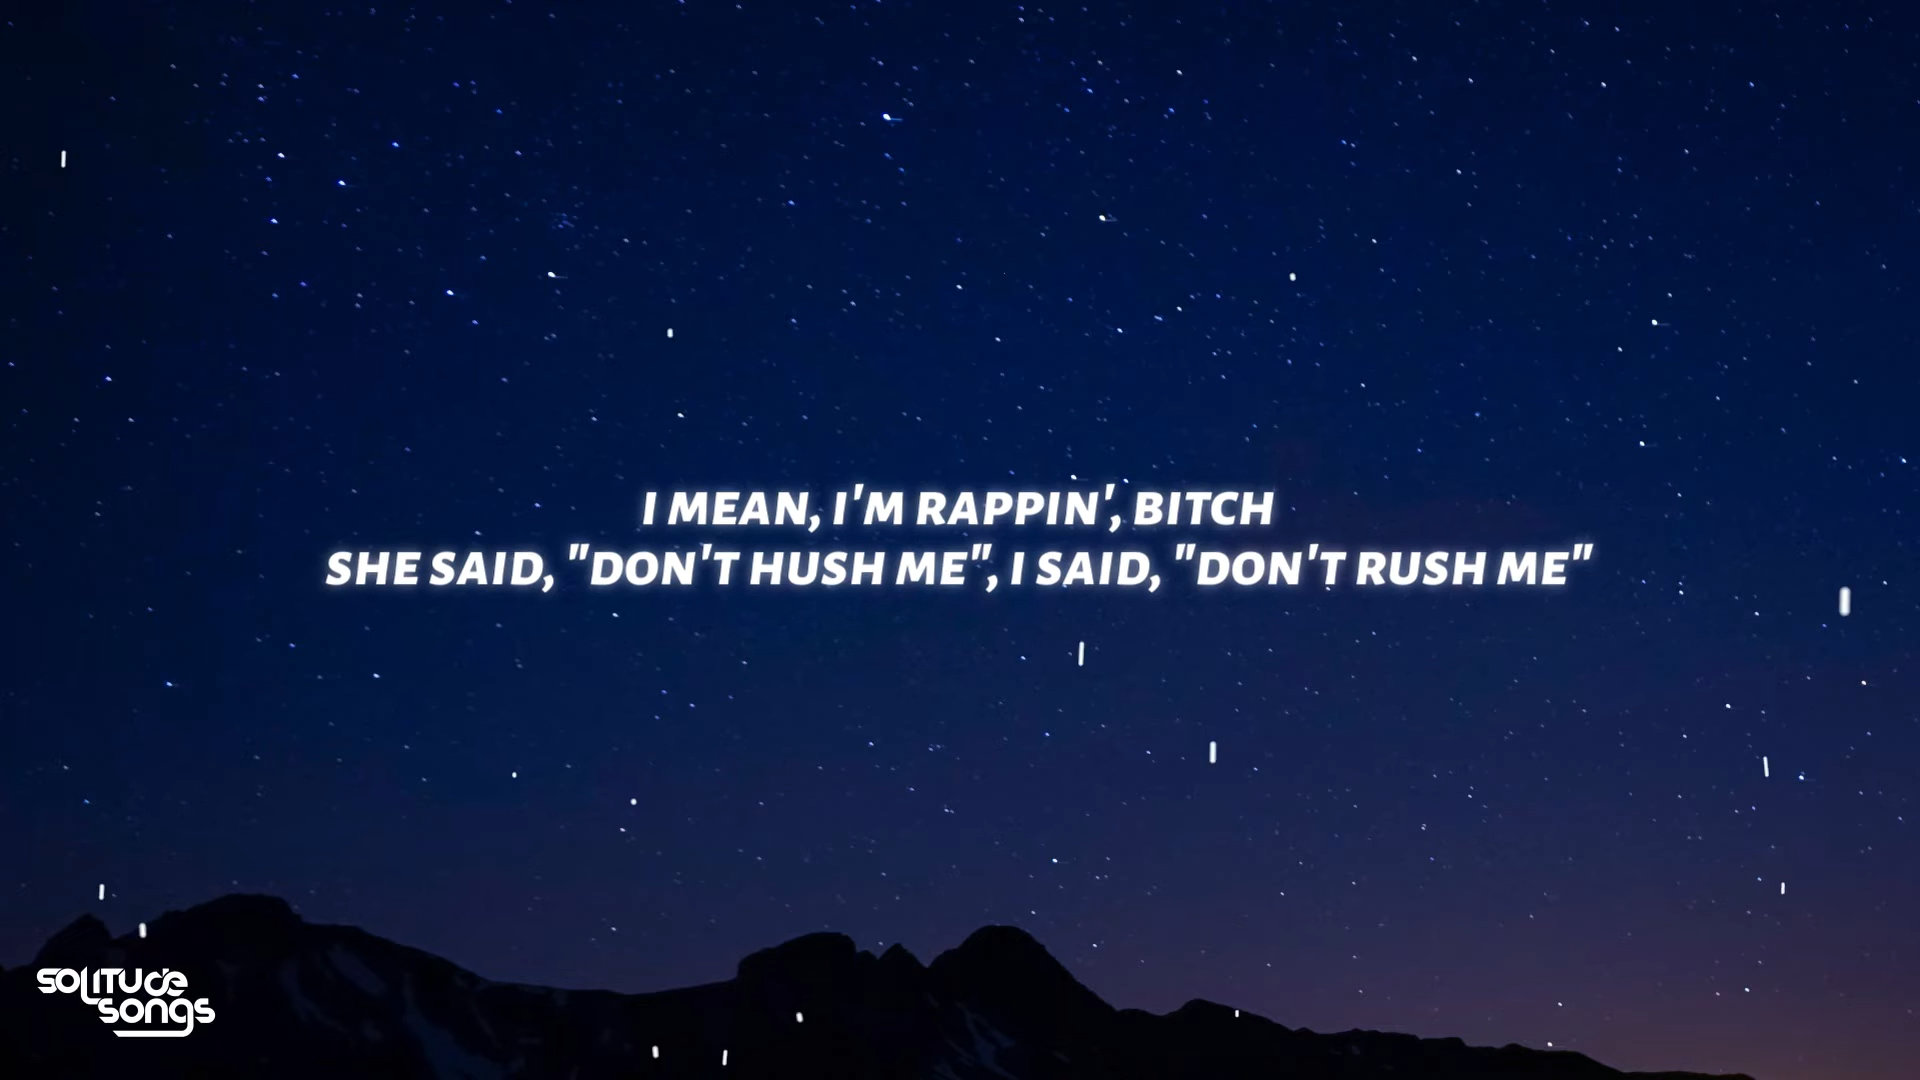 I MEAN, I'M RAPPIN', BITCH
SHE SAID, "DON'T HUSH ME", I SAID, "DON'T RUSH ME"
SOLITUDE
SONGS